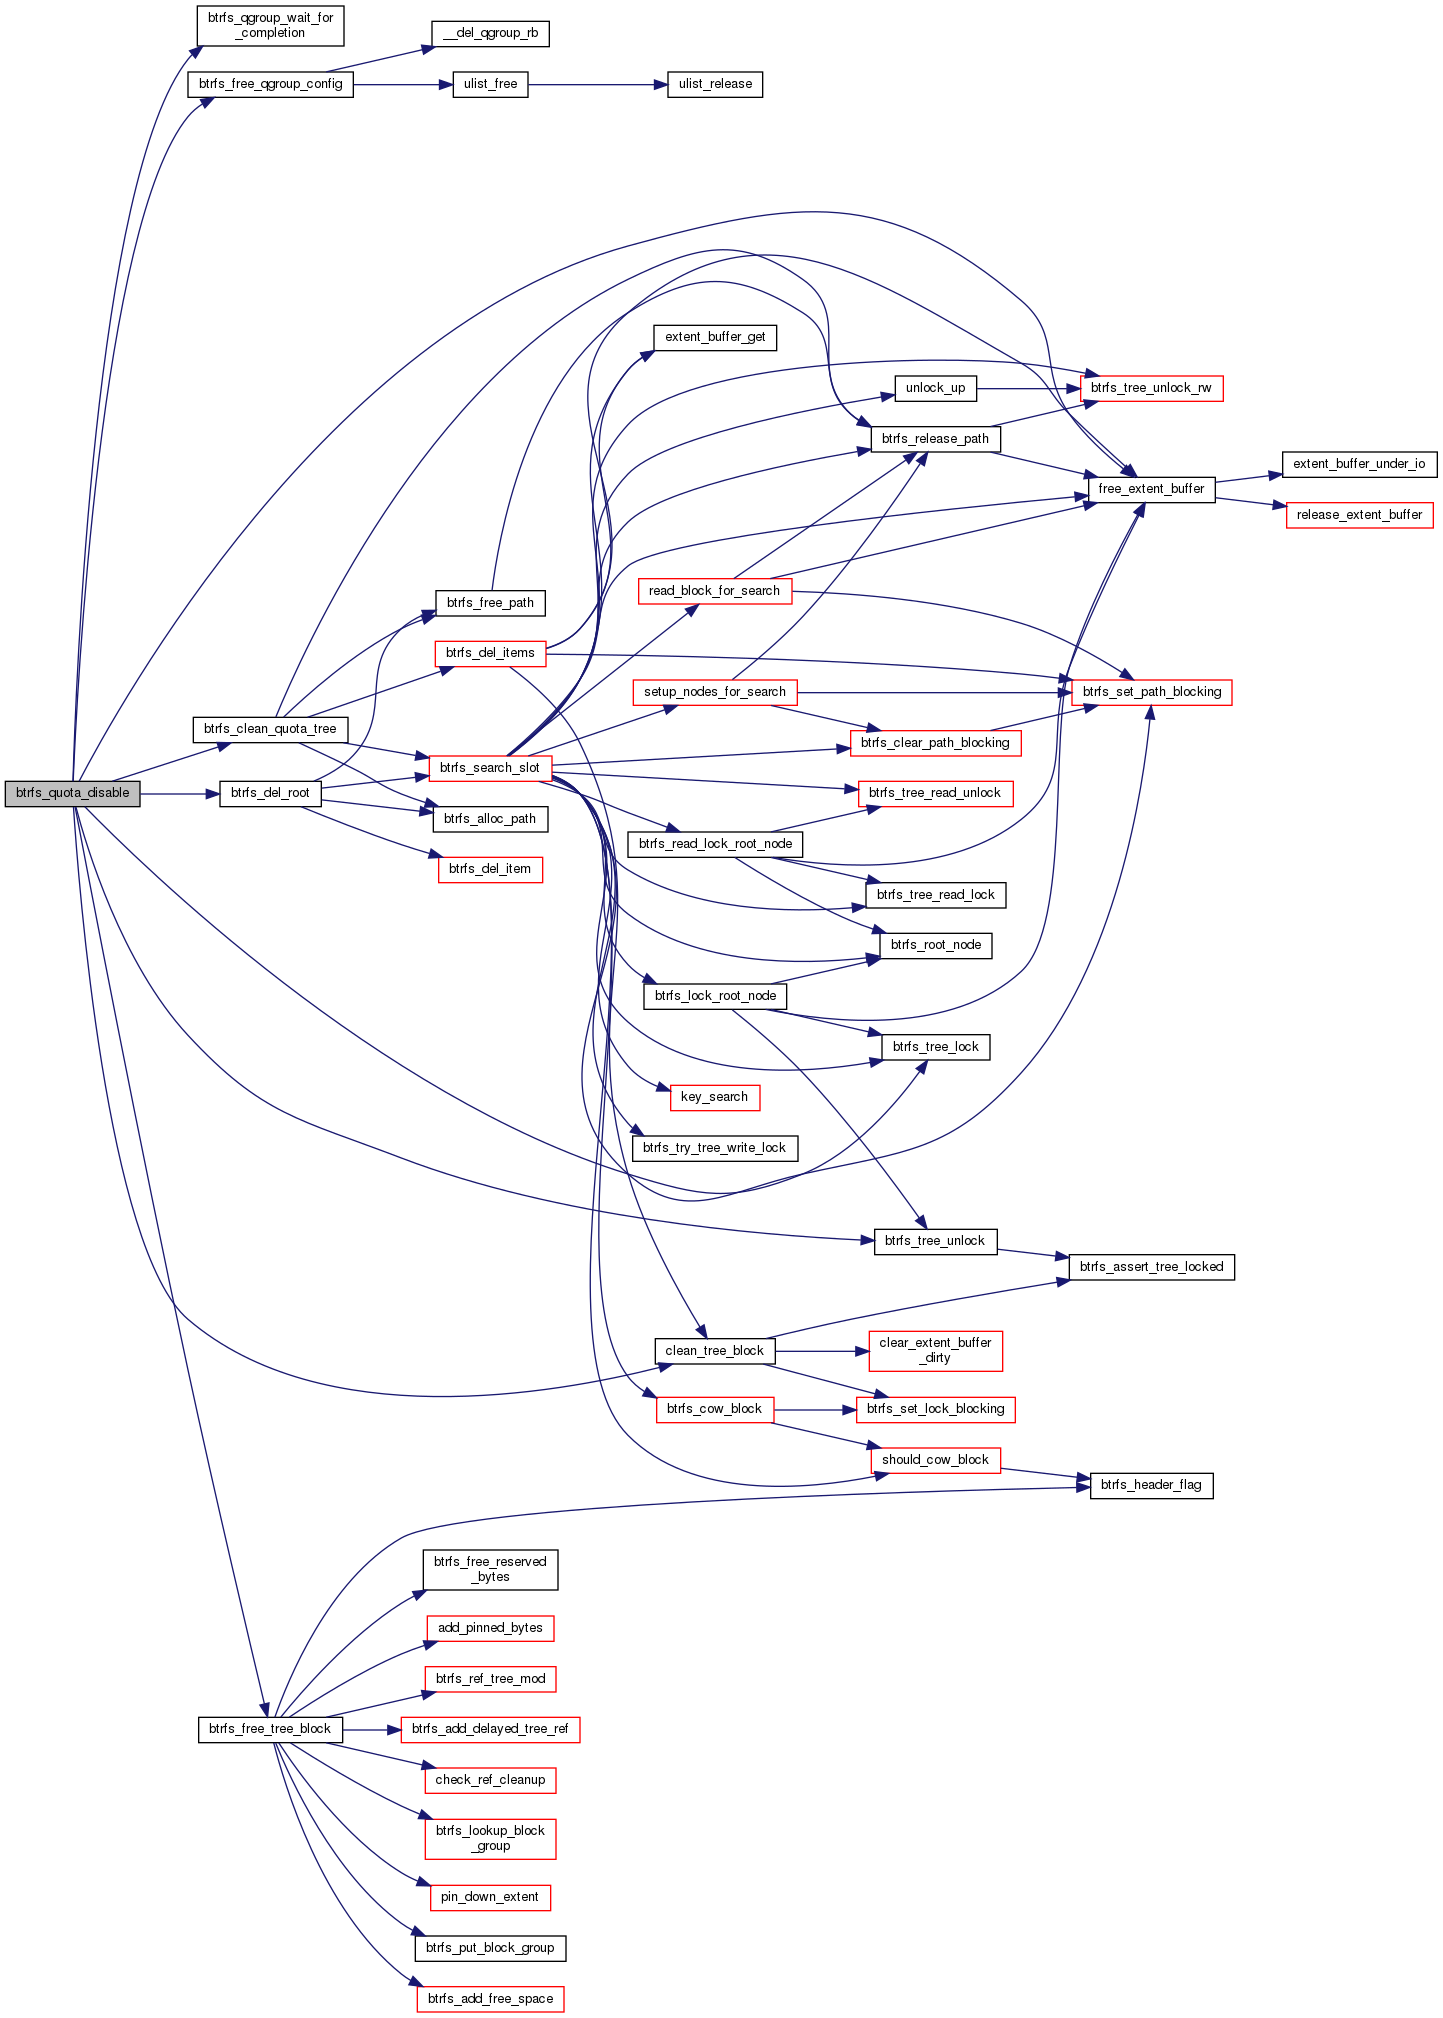 btrfs_qgroup_wait_for
_completion
__del_qgroup_rb
btrfs_free_qgroup_config
ulist_free
ulist_release
extent_buffer_get
unlock_up
btrfs_tree_unlock_rw
btrfs_release_path
extent_buffer_under_io
free_extent_buffer
release_extent_buffer
read_block_for_search
btrfs_free_path
btrfs_del_items
setup_nodes_for_search
btrfs_set_path_blocking
btrfs_clean_quota_tree
btrfs_clear_path_blocking
btrfs_search_slot
btrfs_quota_disable
btrfs_del_root
btrfs_tree_read_unlock
btrfs_alloc_path
btrfs_read_lock_root_node
btrfs_del_item
btrfs_tree_read_lock
btrfs_root_node
btrfs_lock_root_node
btrfs_tree_lock
key_search
btrfs_try_tree_write_lock
btrfs_tree_unlock
btrfs_assert_tree_locked
clean_tree_block
clear_extent_buffer
_dirty
btrfs_cow_block
btrfs_set_lock_blocking
should_cow_block
btrfs_header_flag
btrfs_free_reserved
_bytes
add_pinned_bytes
btrfs_ref_tree_mod
btrfs_free_tree_block
btrfs_add_delayed_tree_ref
check_ref_cleanup
btrfs_lookup_block
_group
pin_down_extent
btrfs_put_block_group
btrfs_add_free_space